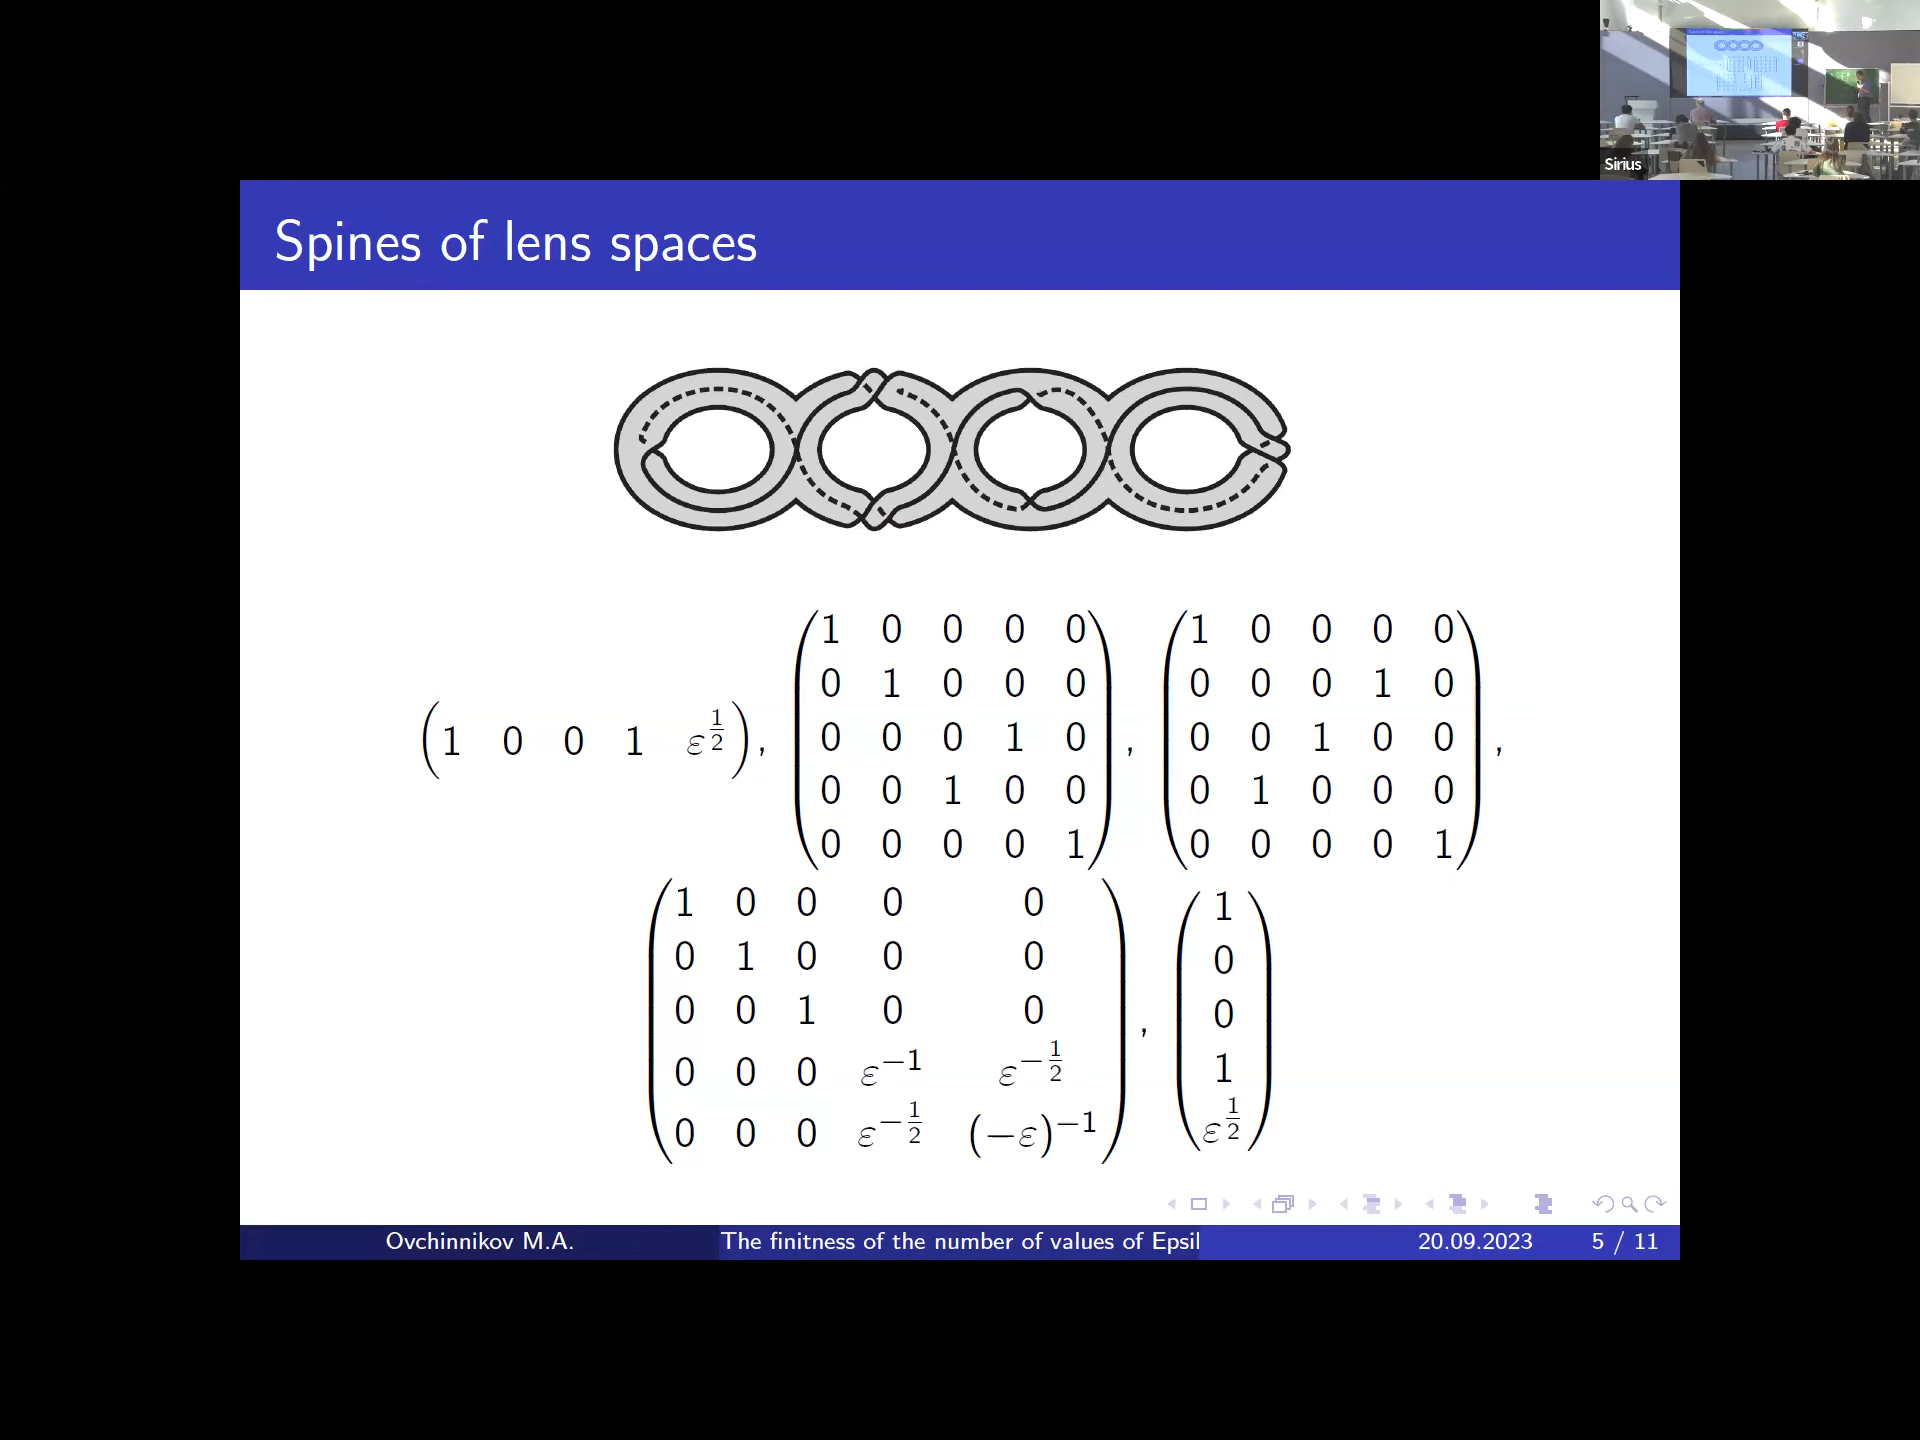 Sirius
Spines of lens spaces
(1 0 0 1 ε^{1/2}),
(1 0 0 0 0
0 1 0 0 0
0 0 0 1 0
0 0 1 0 0
0 0 0 0 1),
(1 0 0 0 0
0 0 0 1 0
0 0 1 0 0
0 1 0 0 0
0 0 0 0 1),
(1 0 0 0 0
0 1 0 0 0
0 0 1 0 0
0 0 0 ε^{-1} ε^{-1/2}
0 0 0 ε^{-1/2} (−ε)^{-1}),
(1
0
0
1
ε^{1/2})
Ovchinnikov M.A. The finitness of the number of values of Epsil 20.09.2023 5 / 11